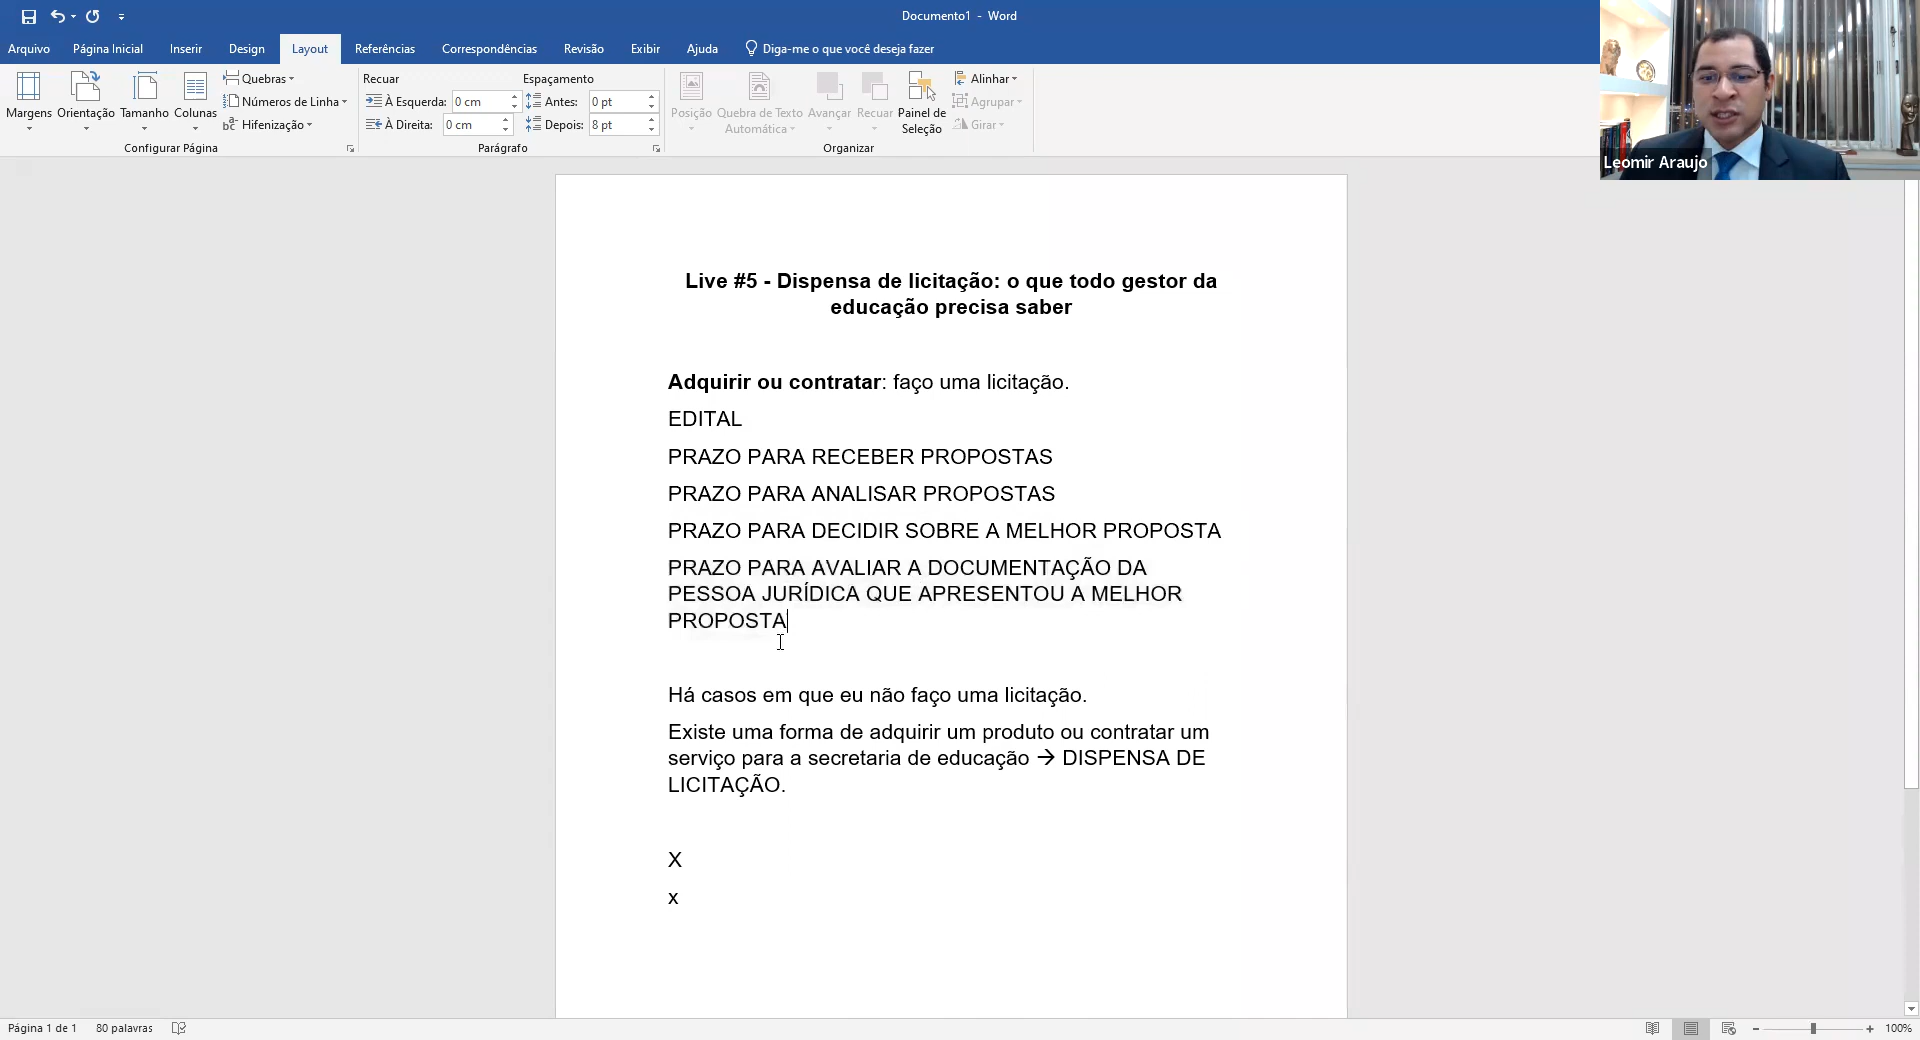 Documento1 - Word
Arquivo Página Inicial Inserir Design Layout Referências Correspondências Revisão Exibir Ajuda Diga-me o que você deseja fazer
Margens Orientação Tamanho Colunas
Quebras
Números de Linha
Hifenização
Configurar Página
Recuar Espaçamento
À Esquerda: 0 cm Antes: 0 pt
À Direita: 0 cm Depois: 8 pt
Parágrafo
Posição Quebra de Texto Automática Avançar Recuar Painel de Seleção
Alinhar
Agrupar
Girar
Organizar
Leomir Araujo
Live #5 - Dispensa de licitação: o que todo gestor da
educação precisa saber
Adquirir ou contratar: faço uma licitação.
EDITAL
PRAZO PARA RECEBER PROPOSTAS
PRAZO PARA ANALISAR PROPOSTAS
PRAZO PARA DECIDIR SOBRE A MELHOR PROPOSTA
PRAZO PARA AVALIAR A DOCUMENTAÇÃO DA
PESSOA JURÍDICA QUE APRESENTOU A MELHOR
PROPOSTA
Há casos em que eu não faço uma licitação.
Existe uma forma de adquirir um produto ou contratar um
serviço para a secretaria de educação → DISPENSA DE
LICITAÇÃO.
X
x
Página 1 de 1 80 palavras 100%